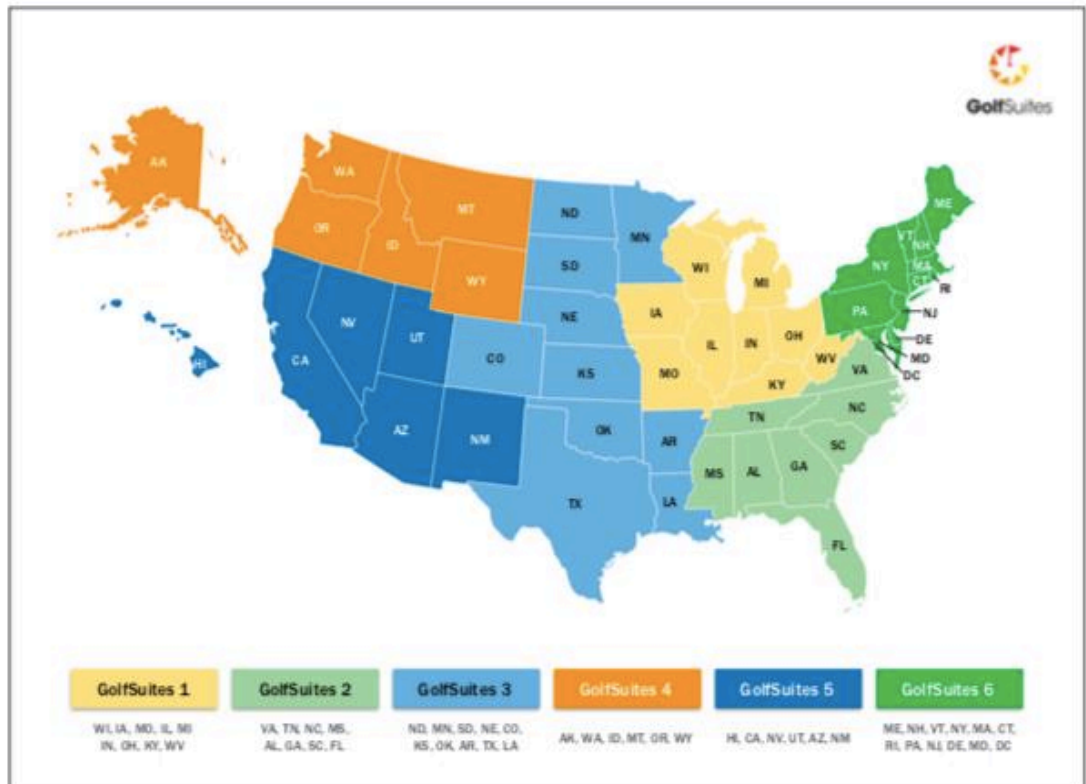 GolfSuites
AK
WA
MT
OR
ID
WY
ND
MN
SD
NE
CO
KS
OK
AR
TX
LA
WI
MI
IA
IL
IN
OH
MO
KY
WV
ME
VT
NH
NY
MA
CT
RI
PA
NJ
DE
MD
DC
VA
TN
NC
SC
MS
AL
GA
FL
NV
UT
CA
AZ
NM
HI
GolfSuites 1
GolfSuites 2
GolfSuites 3
GolfSuites 4
GolfSuites 5
GolfSuites 6
WI, IA, MO, IL, MI
IN, OH, KY, WV
VA, TN, NC, MS,
AL, GA, SC, FL
ND, MN, SD, NE, CO,
KS, OK, AR, TX, LA
AK, WA, ID, MT, OR, WY
HI, CA, NV, UT, AZ, NM
ME, NH, VT, NY, MA, CT,
RI, PA, NJ, DE, MD, DC